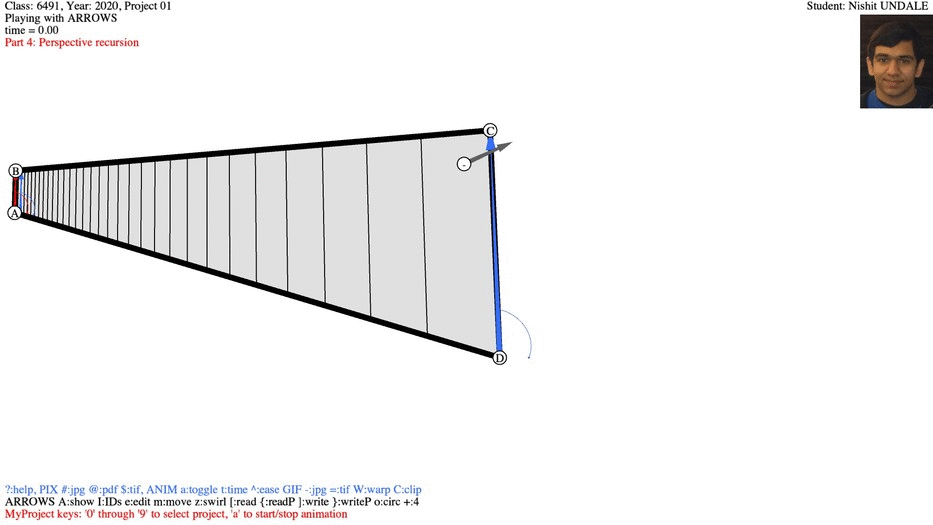 Class: 6491, Year: 2020, Project 01
Student: Nishit UNDALE
Playing with ARROWS
time = 0.00
Part 4: Perspective recursion
C
-
B
A
D
?:help, PIX #:jpg @:pdf $:tif, ANIM a:toggle t:time ^:ease GIF -:jpg =:tif W:warp C:clip
ARROWS A:show I:IDs e:edit m:move z:swirl [:read {:readP ]:write }:writeP o:circ +:4
MyProject keys: '0' through '9' to select project, 'a' to start/stop animation